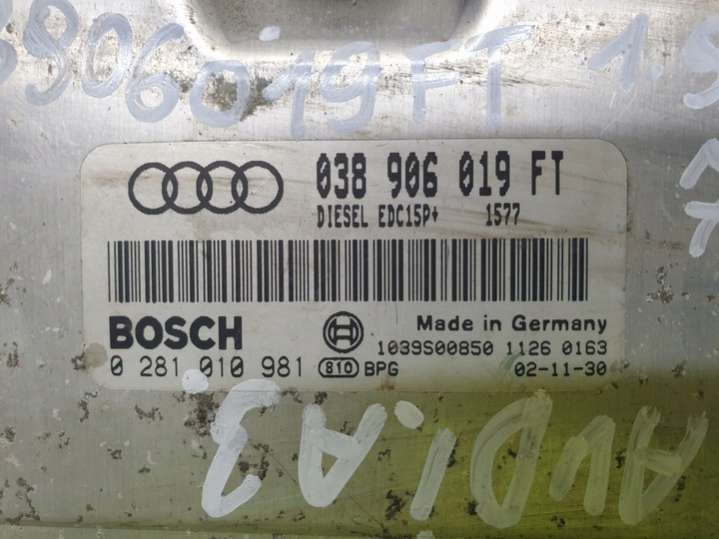 8906019FT 1.9
038 906 019 FT
DIESEL EDC15P+ 1577
BOSCH
Made in Germany
1039S00850 1126 0163
0 281 010 981 810 BPG 02-11-30
AUDI A3